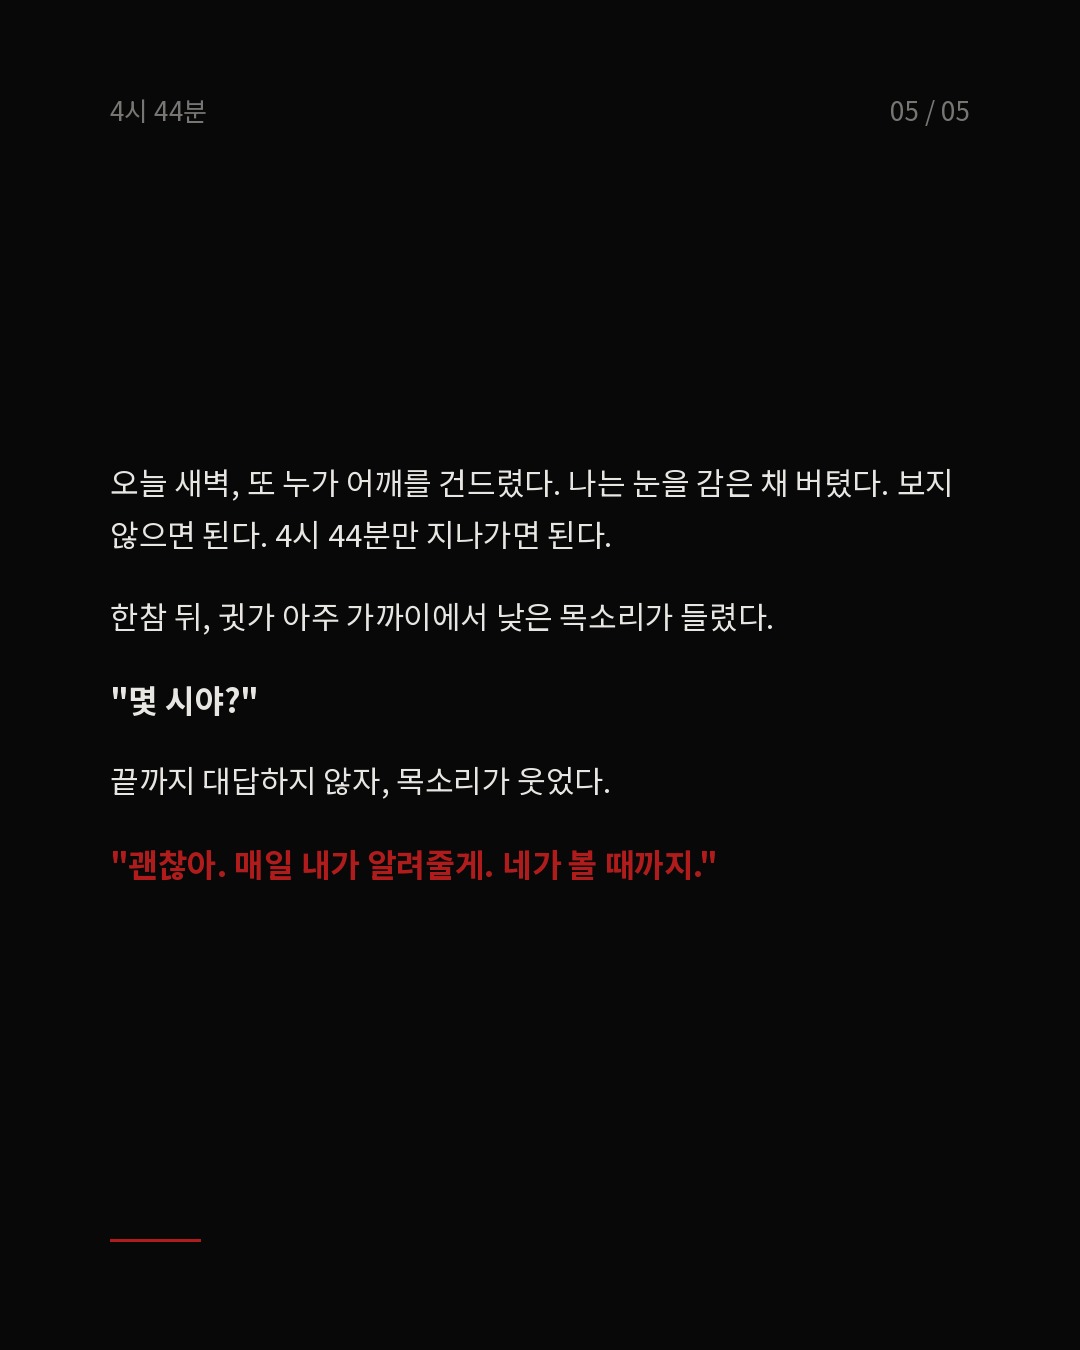 4시 44분
05 / 05
오늘 새벽, 또 누가 어깨를 건드렸다. 나는 눈을 감은 채 버텼다. 보지
않으면 된다. 4시 44분만 지나가면 된다.
한참 뒤, 귓가 아주 가까이에서 낮은 목소리가 들렸다.
"몇 시야?"
끝까지 대답하지 않자, 목소리가 웃었다.
"괜찮아. 매일 내가 알려줄게. 네가 볼 때까지."